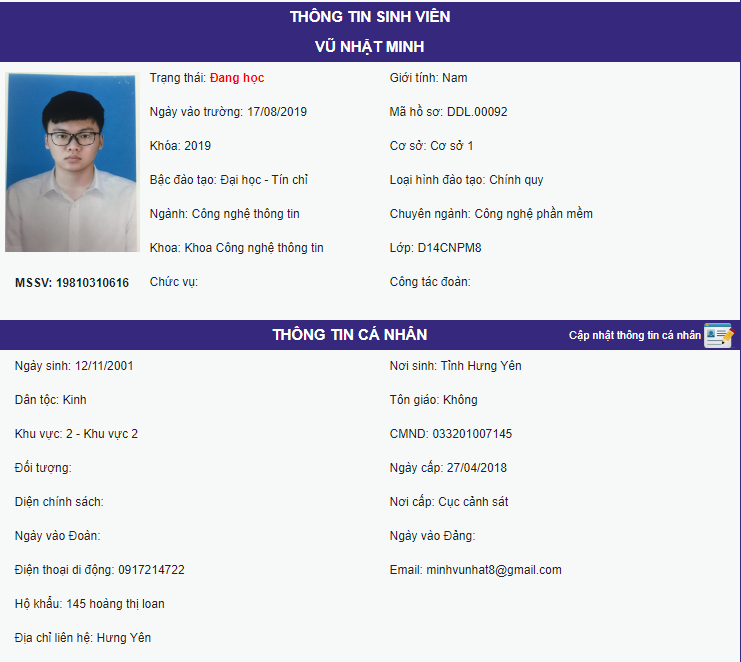 THÔNG TIN SINH VIÊN
VŨ NHẬT MINH
Trạng thái: Đang học
Giới tính: Nam
Ngày vào trường: 17/08/2019
Mã hồ sơ: DDL.00092
Khóa: 2019
Cơ sở: Cơ sở 1
Bậc đào tạo: Đại học - Tín chỉ
Loại hình đào tạo: Chính quy
Ngành: Công nghệ thông tin
Chuyên ngành: Công nghệ phần mềm
Khoa: Khoa Công nghệ thông tin
Lớp: D14CNPM8
MSSV: 19810310616
Chức vụ:
Công tác đoàn:
THÔNG TIN CÁ NHÂN
Cập nhật thông tin cá nhân
Ngày sinh: 12/11/2001
Nơi sinh: Tỉnh Hưng Yên
Dân tộc: Kinh
Tôn giáo: Không
Khu vực: 2 - Khu vực 2
CMND: 033201007145
Đối tượng:
Ngày cấp: 27/04/2018
Diện chính sách:
Nơi cấp: Cục cảnh sát
Ngày vào Đoàn:
Ngày vào Đảng:
Điện thoại di động: 0917214722
Email: minhvunhat8@gmail.com
Hộ khẩu: 145 hoàng thị loan
Địa chỉ liên hệ: Hưng Yên